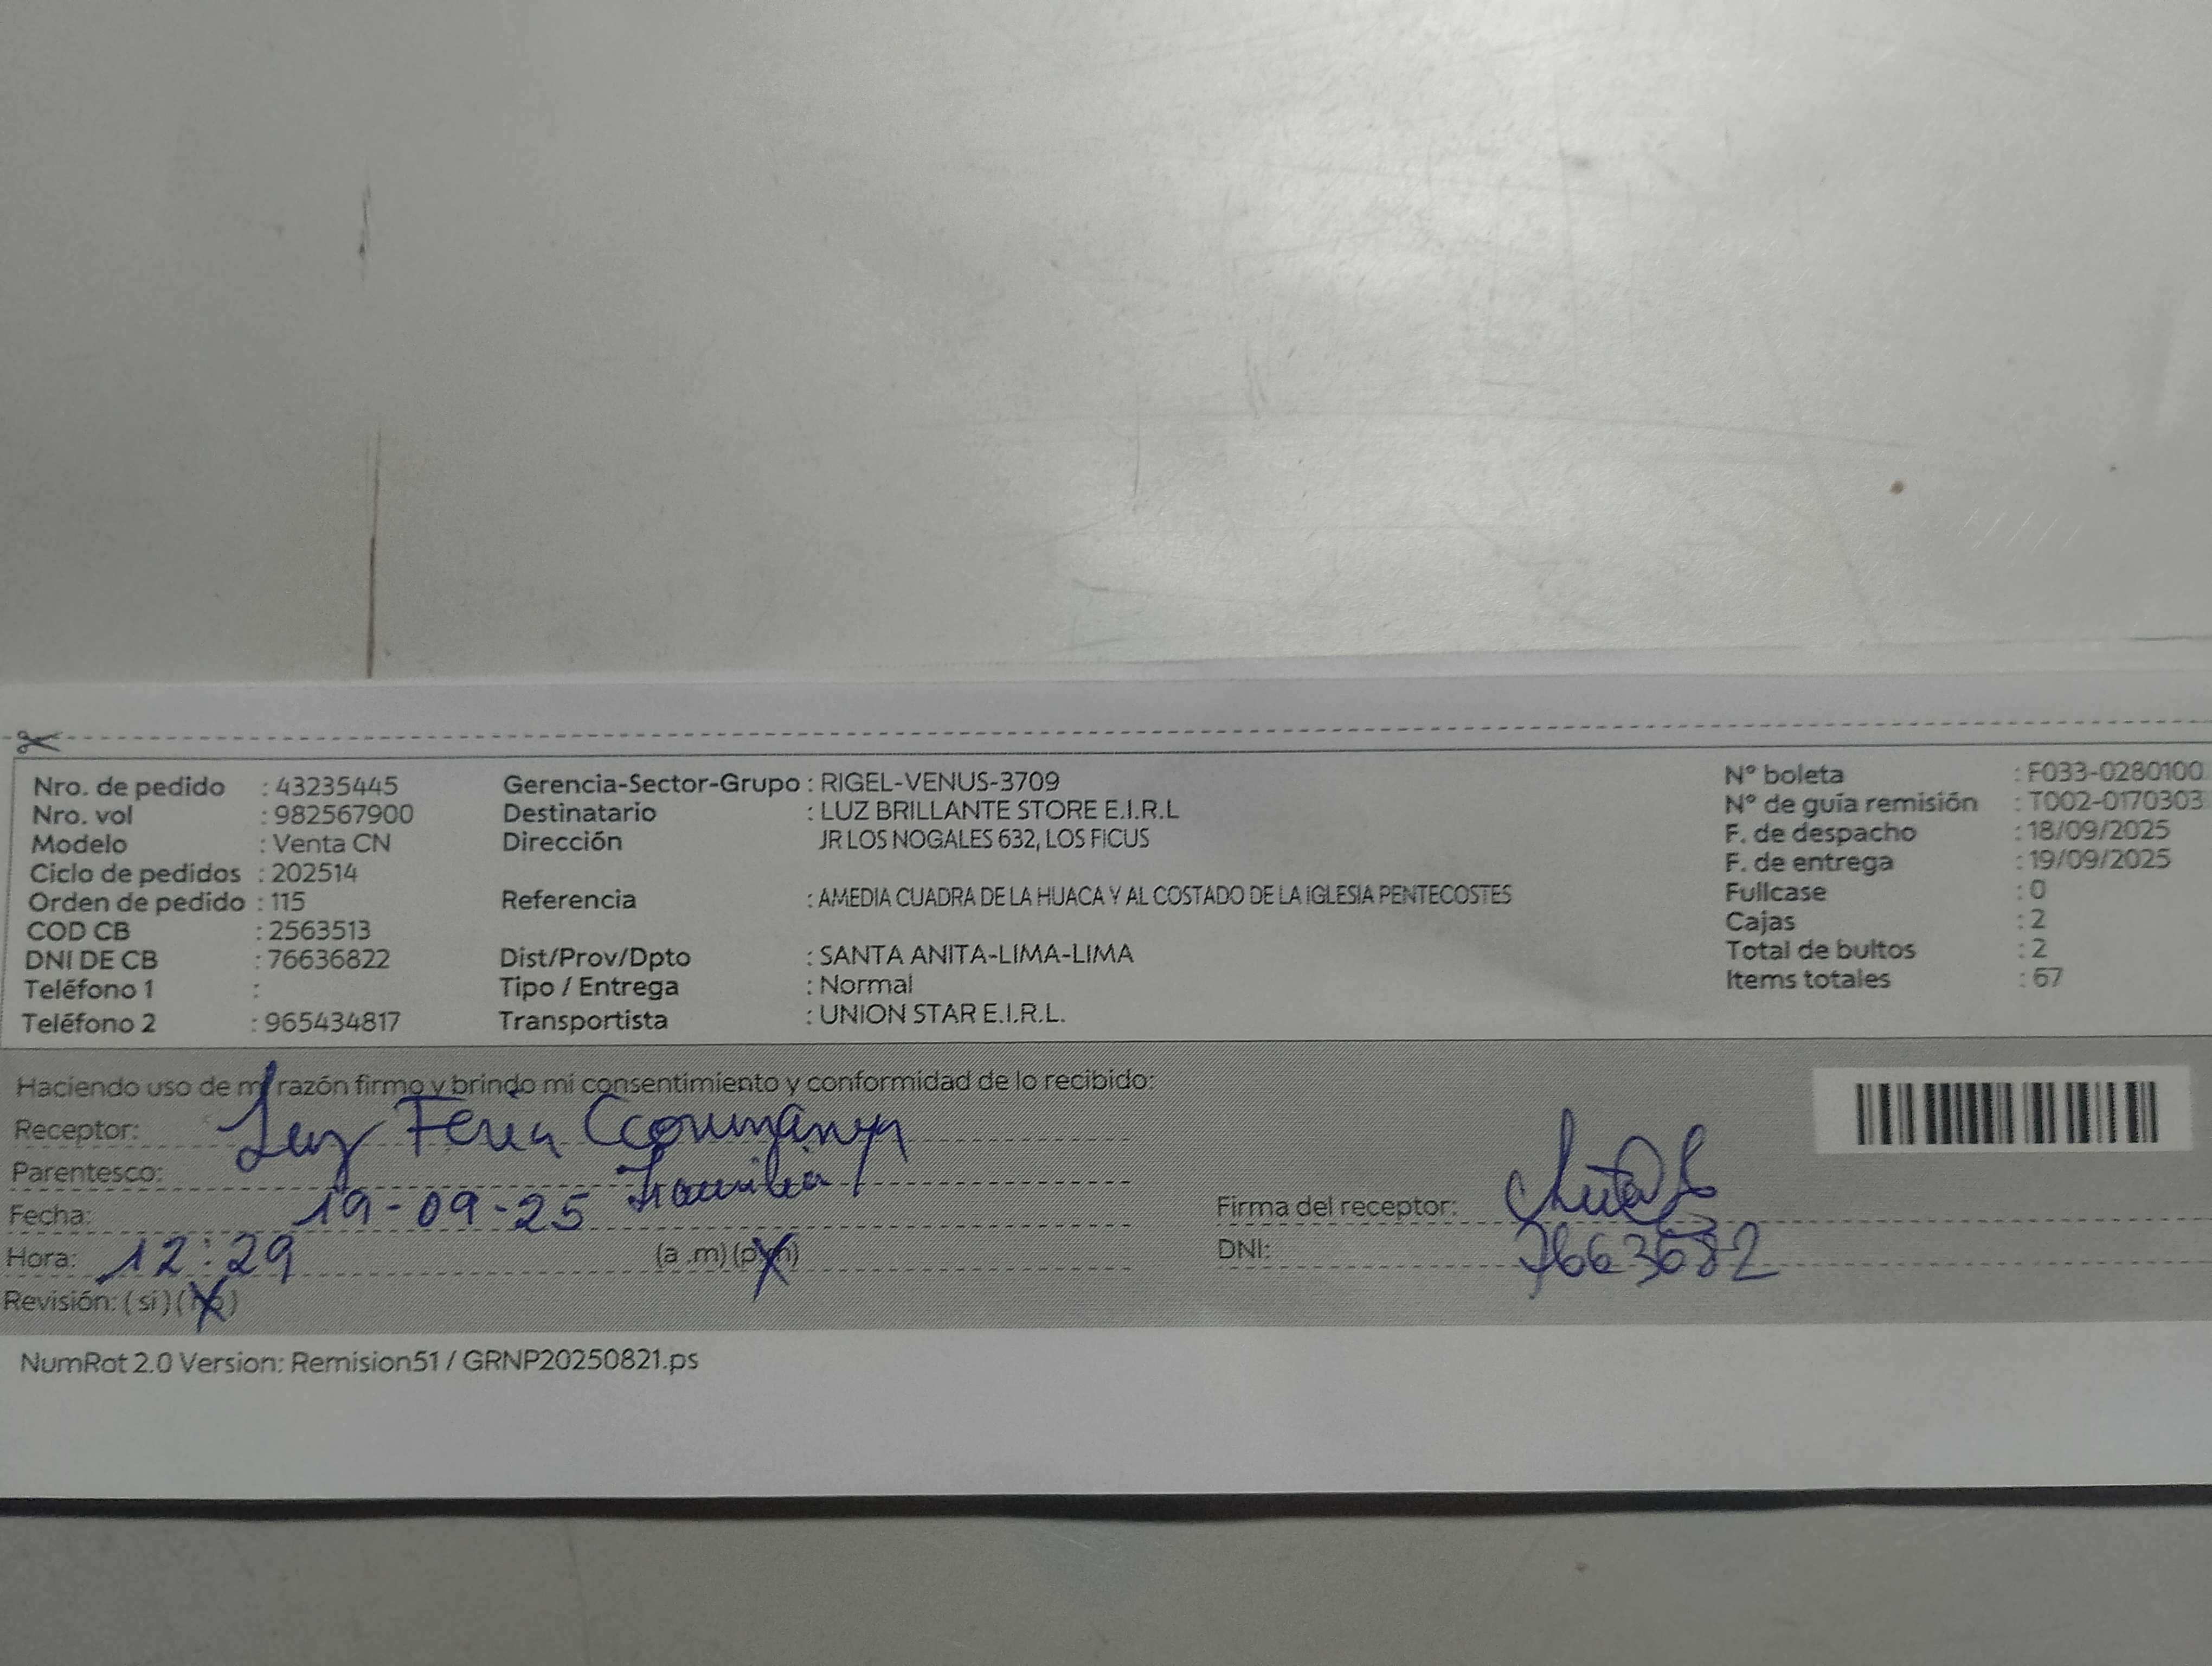 Nro. de pedido : 43235445 Gerencia-Sector-Grupo : RIGEL-VENUS-3709 N° boleta : F033-0280100
Nro. vol : 982567900 Destinatario : LUZ BRILLANTE STORE E.I.R.L N° de guía remisión : T002-0170303
Modelo : Venta CN Dirección JR LOS NOGALES 632, LOS FICUS F. de despacho : 18/09/2025
Ciclo de pedidos : 202514 F. de entrega : 19/09/2025
Orden de pedido : 115 Referencia : AMEDIA CUADRA DE LA HUACA Y AL COSTADO DE LA IGLESIA PENTECOSTES Fullcase : 0
COD CB : 2563513 Cajas : 2
DNI DE CB : 76636822 Dist/Prov/Dpto : SANTA ANITA-LIMA-LIMA Total de bultos : 2
Teléfono 1 : Tipo / Entrega : Normal Items totales : 67
Teléfono 2 : 965434817 Transportista : UNION STAR E.I.R.L.
Haciendo uso de mi razón firmo y brindo mi consentimiento y conformidad de lo recibido:
Receptor: Luz Feria
Parentesco: Familia
Fecha: 19-09-25 Firma del receptor:
Hora: 12:29 (a .m) (p.m) DNI:
Revisión: ( si ) ( no )
NumRot 2.0 Version: Remision51 / GRNP20250821.ps